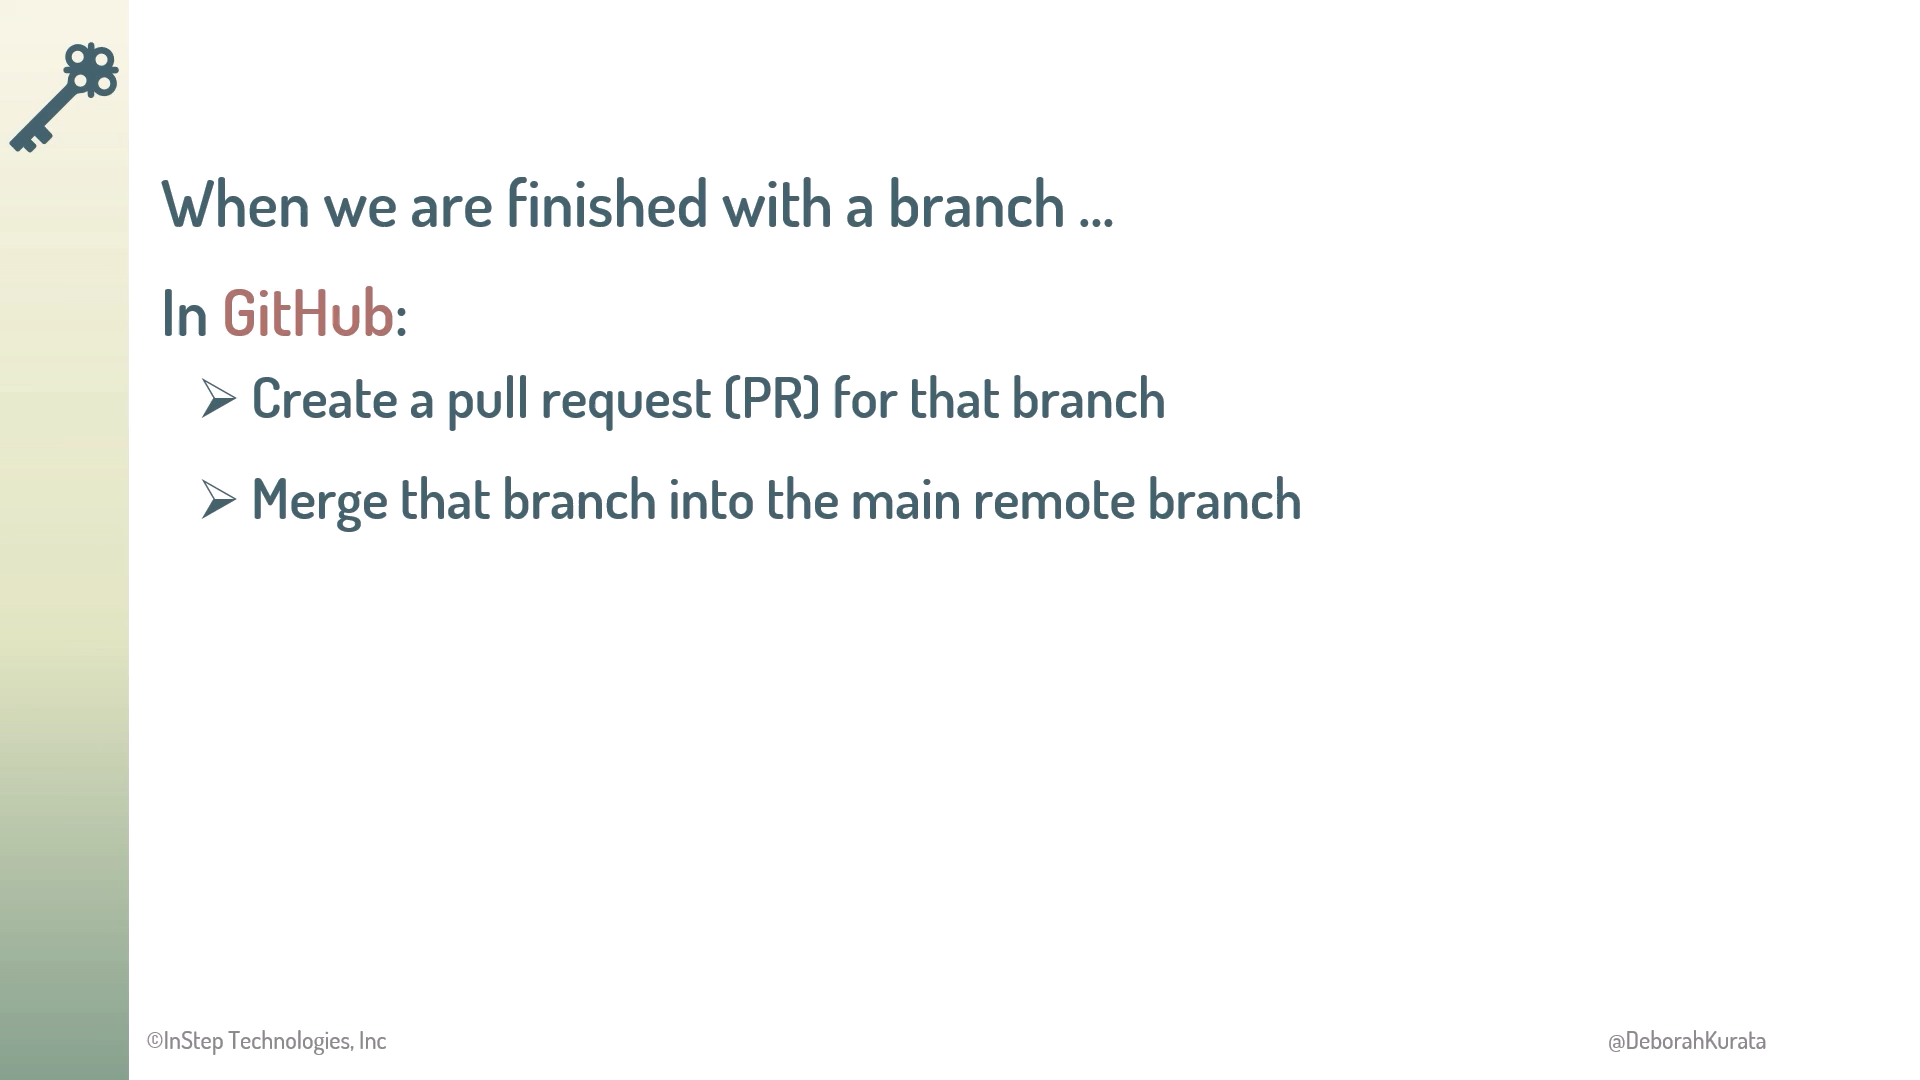 When we are finished with a branch ...
In GitHub:
➢ Create a pull request (PR) for that branch
➢ Merge that branch into the main remote branch
©InStep Technologies, Inc
@DeborahKurata